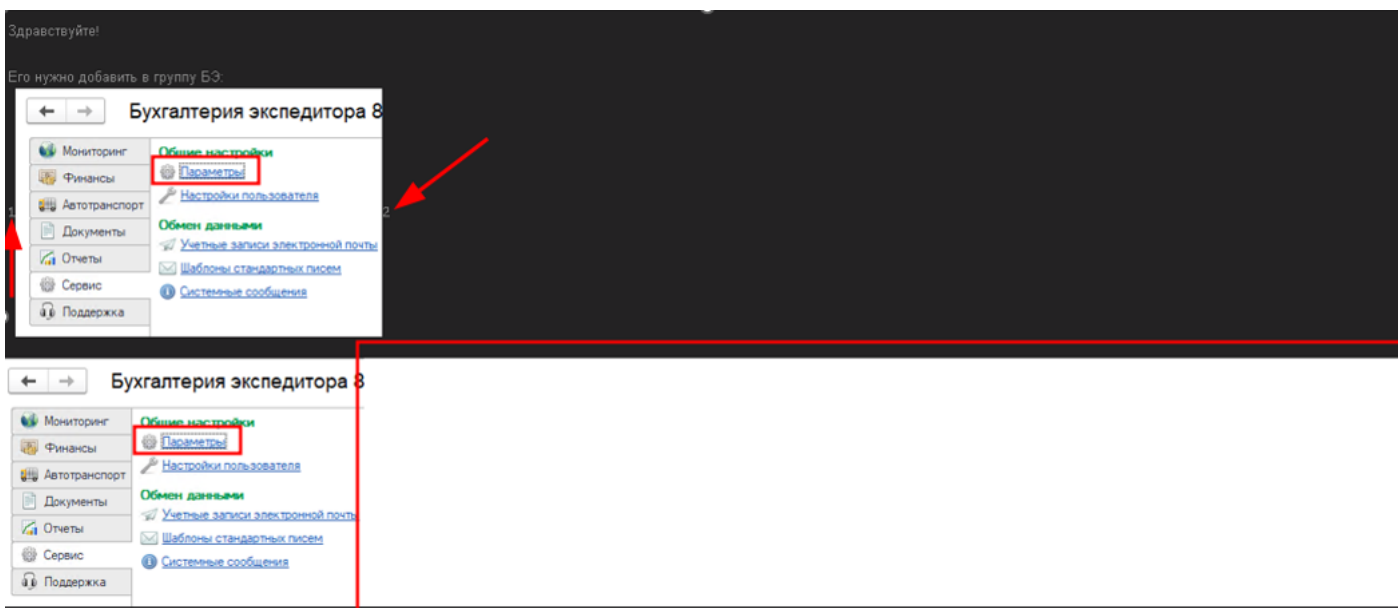 Здравствуйте!
Его нужно добавить в группу БЭ:
Бухгалтерия экспедитора 8
Мониторинг
Финансы
Автотранспорт
Документы
Отчеты
Сервис
Поддержка
Общие настройки
Параметры
Настройки пользователя
Обмен данными
Учетные записи электронной почты
Шаблоны стандартных писем
Системные сообщения
1
2
Бухгалтерия экспедитора 8
Мониторинг
Финансы
Автотранспорт
Документы
Отчеты
Сервис
Поддержка
Общие настройки
Параметры
Настройки пользователя
Обмен данными
Учетные записи электронной почты
Шаблоны стандартных писем
Системные сообщения